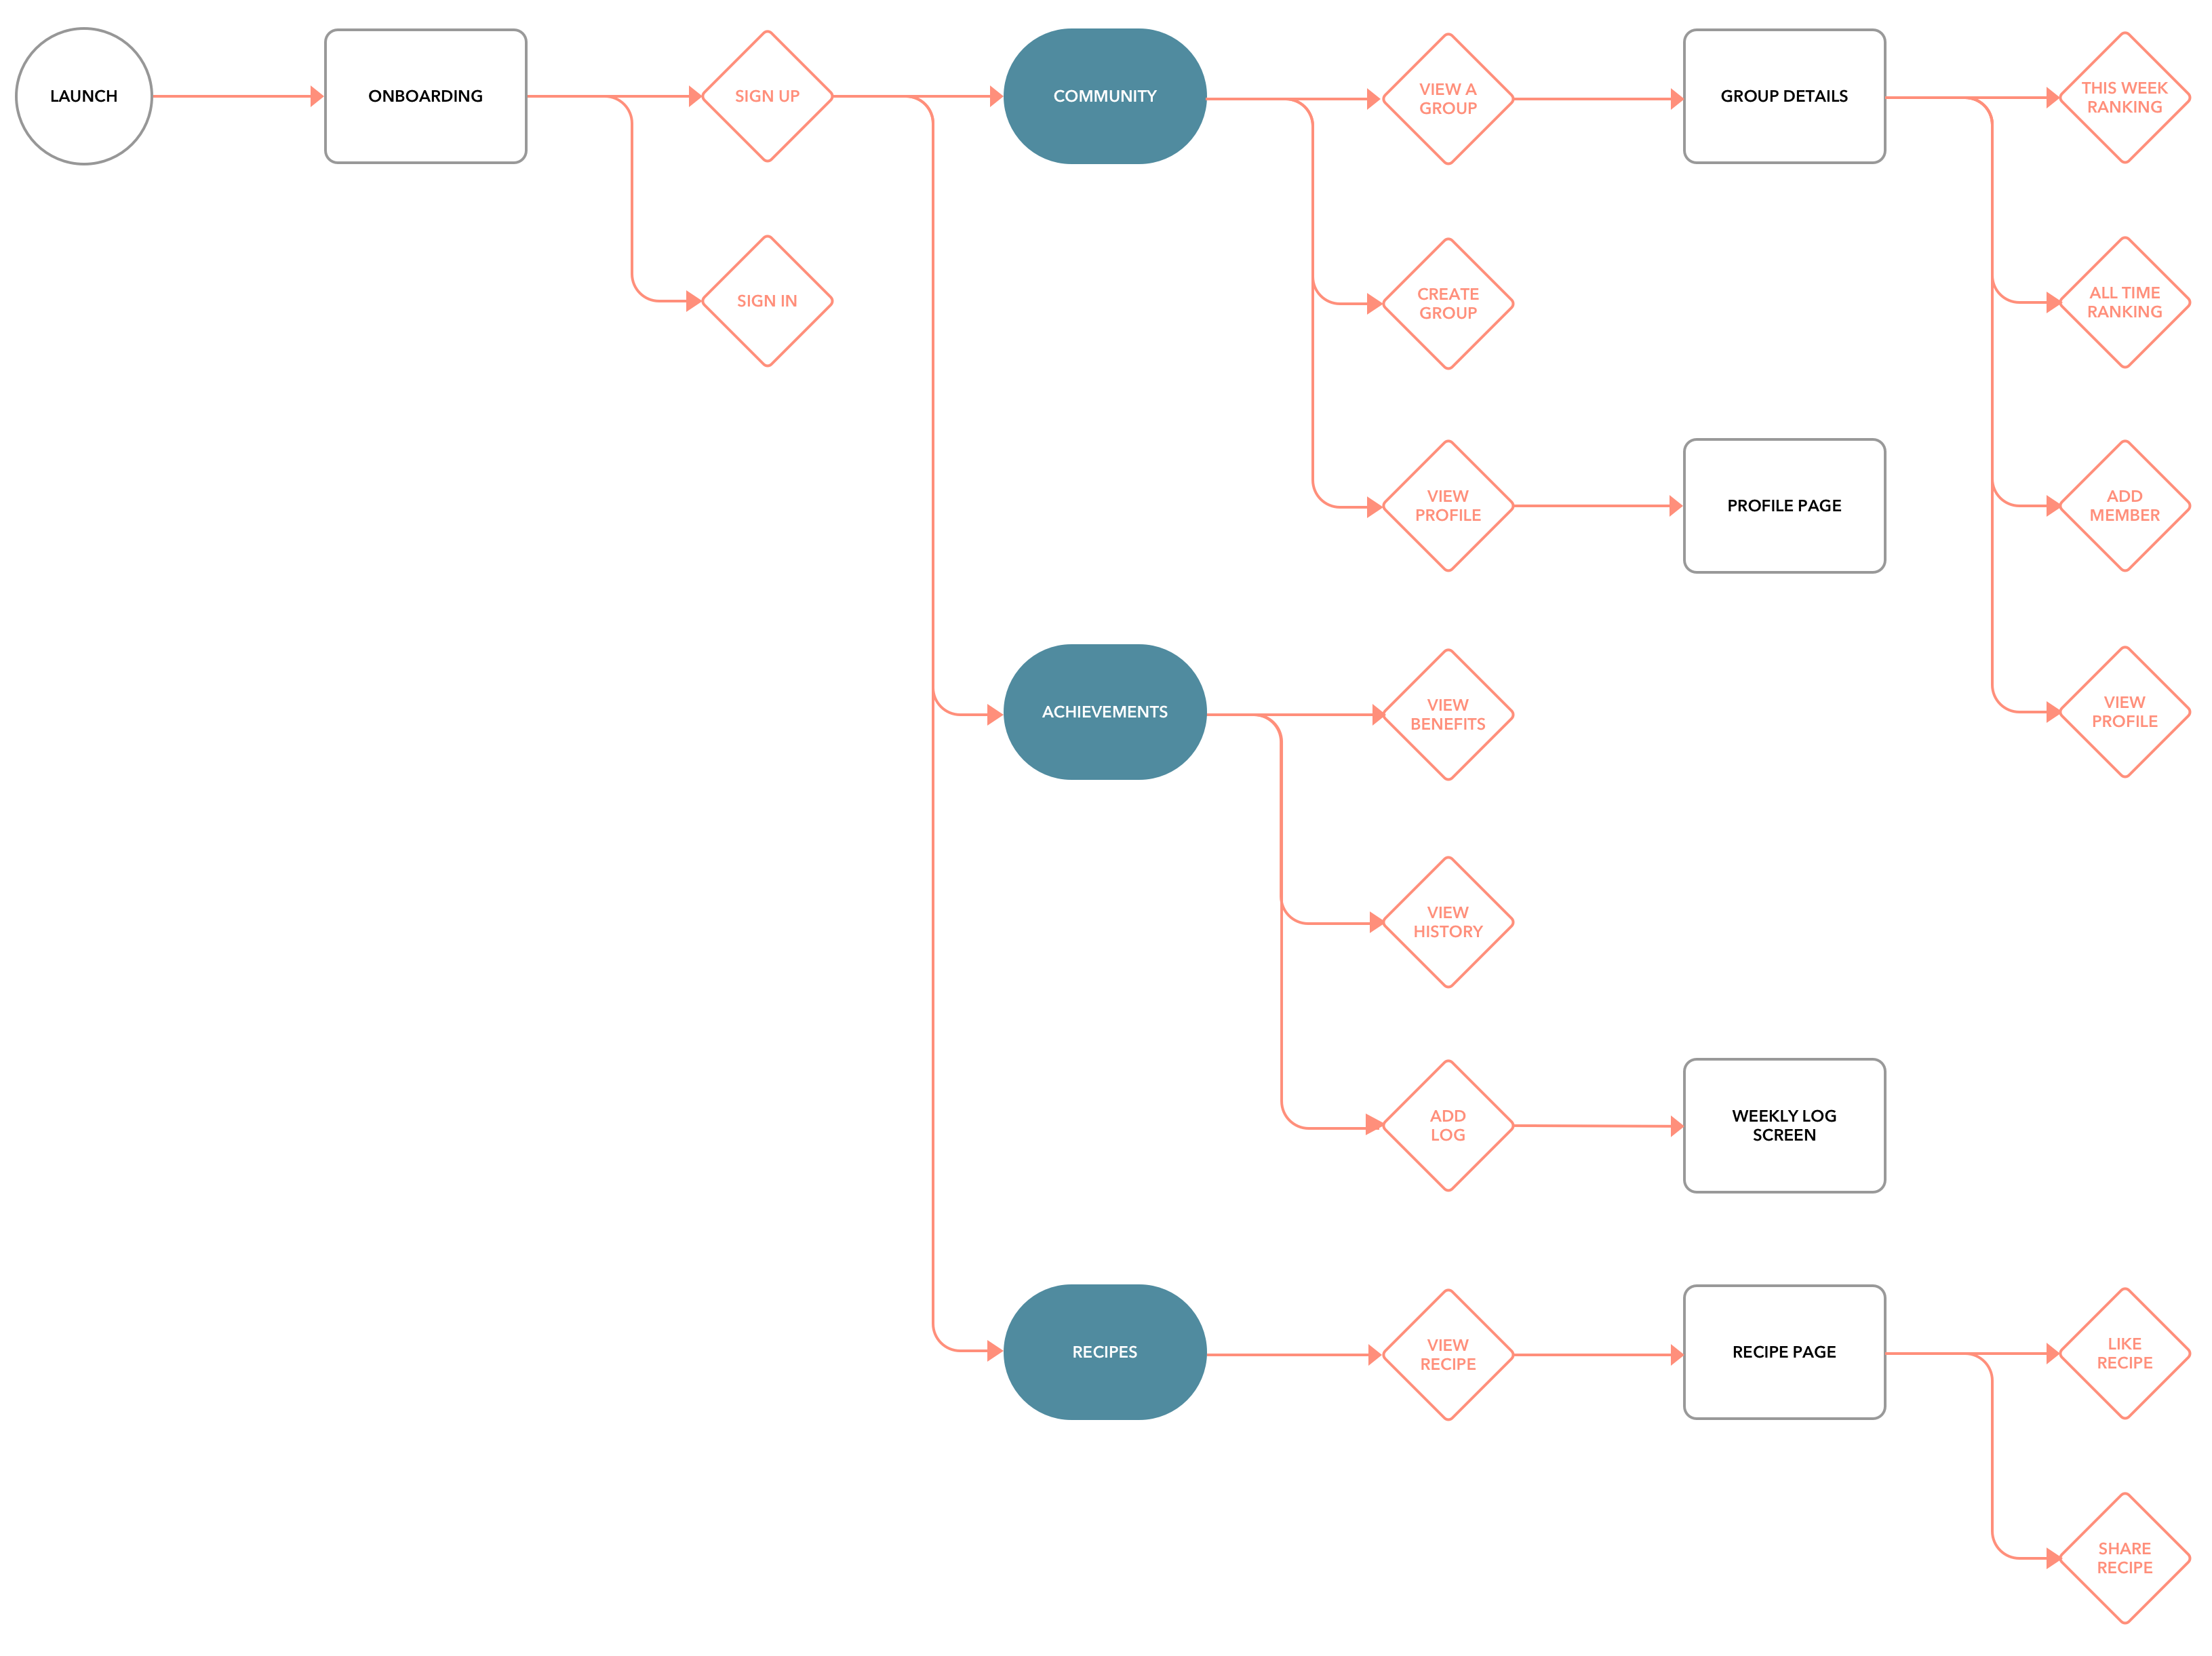 LAUNCH
ONBOARDING
SIGN UP
COMMUNITY
VIEW A
GROUP
GROUP DETAILS
THIS WEEK
RANKING
SIGN IN
CREATE
GROUP
ALL TIME
RANKING
VIEW
PROFILE
PROFILE PAGE
ADD
MEMBER
ACHIEVEMENTS
VIEW
BENEFITS
VIEW
PROFILE
VIEW
HISTORY
ADD
LOG
WEEKLY LOG
SCREEN
RECIPES
VIEW
RECIPE
RECIPE PAGE
LIKE
RECIPE
SHARE
RECIPE